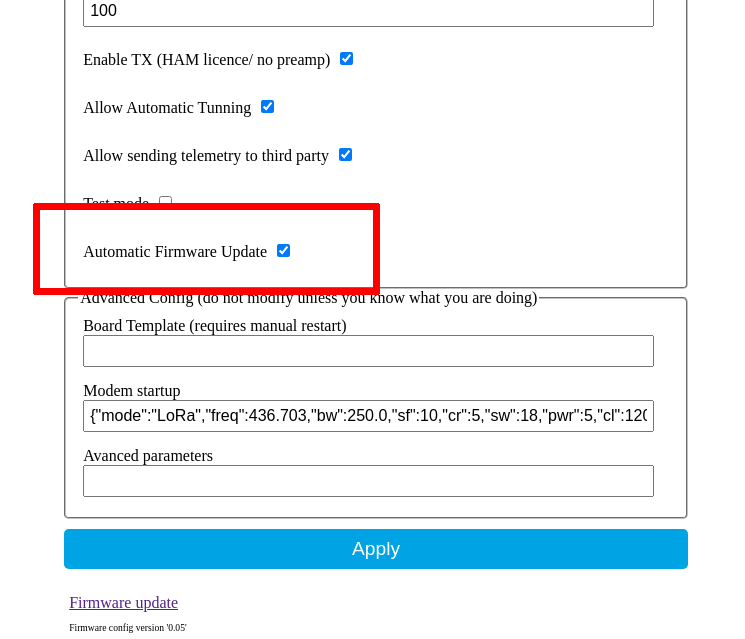 100
Enable TX (HAM licence/ no preamp)
Allow Automatic Tunning
Allow sending telemetry to third party
Test mode
Automatic Firmware Update
Advanced Config (do not modify unless you know what you are doing)
Board Template (requires manual restart)
Modem startup
{"mode":"LoRa","freq":436.703,"bw":250.0,"sf":10,"cr":5,"sw":18,"pwr":5,"cl":120
Avanced parameters
Apply
Firmware update
Firmware config version '0.05'